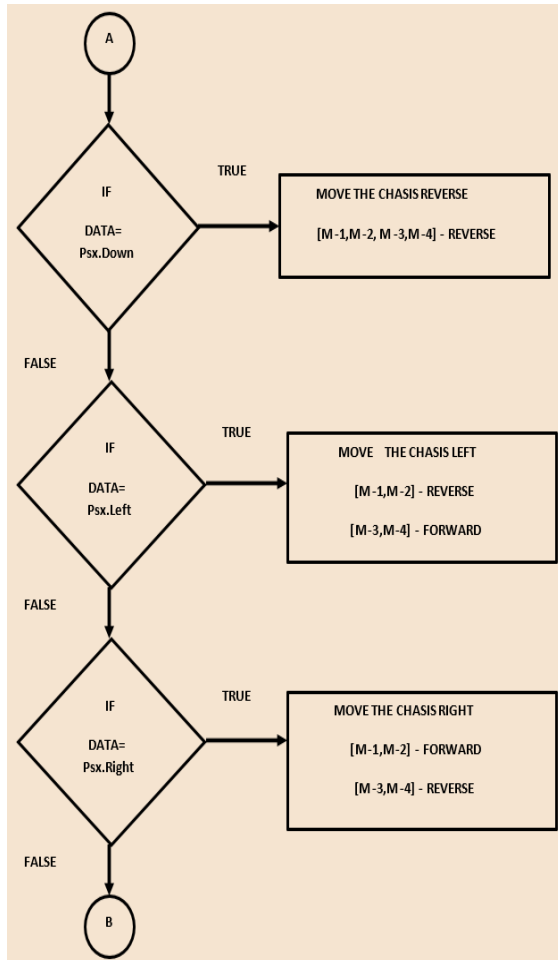 A
IF
DATA=
Psx.Down
TRUE
MOVE THE CHASIS REVERSE
[M-1,M-2, M-3,M-4] - REVERSE
FALSE
IF
DATA=
Psx.Left
TRUE
MOVE THE CHASIS LEFT
[M-1,M-2] - REVERSE
[M-3,M-4] - FORWARD
FALSE
IF
DATA=
Psx.Right
TRUE
MOVE THE CHASIS RIGHT
[M-1,M-2] - FORWARD
[M-3,M-4] - REVERSE
FALSE
B